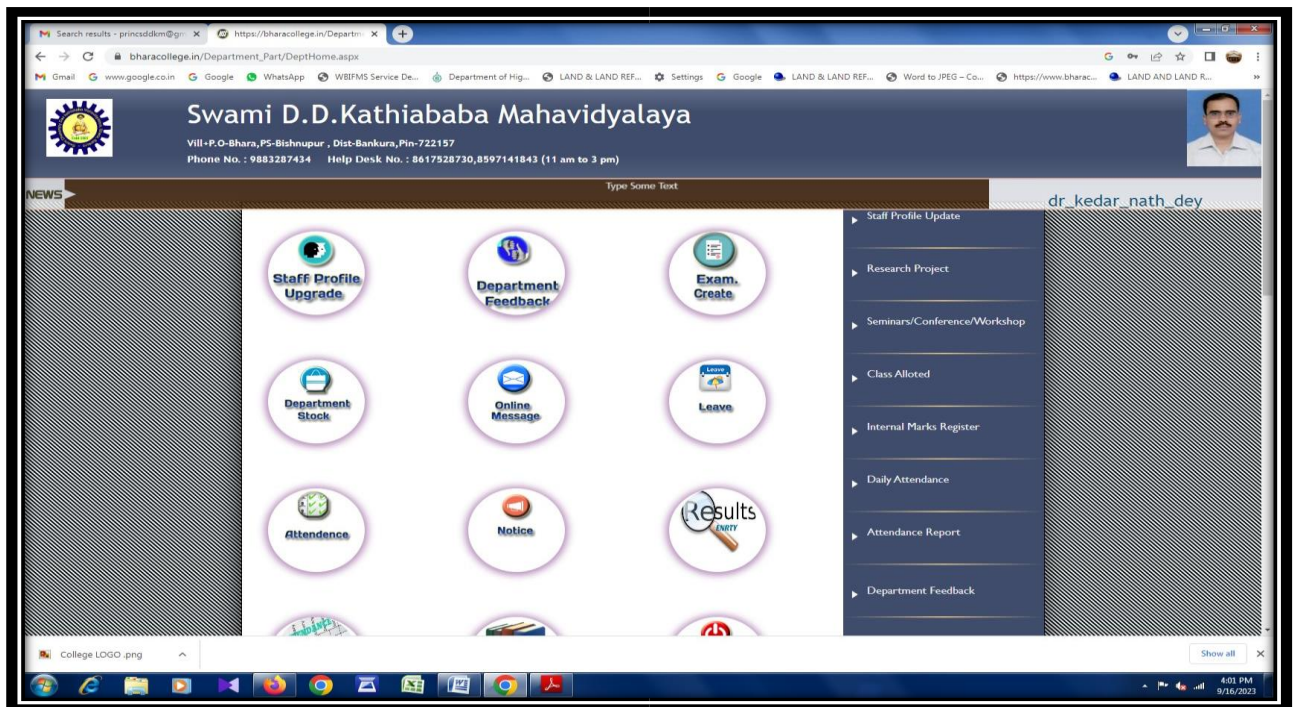 Search results - princsddkm@gm
https://bharacollege.in/Departm
bharacollege.in/Department_Part/DeptHome.aspx
Gmail
www.google.co.in
Google
WhatsApp
WBIFMS Service De...
Department of Hig...
LAND & LAND REF...
Settings
Google
LAND & LAND REF...
Word to JPEG – Co...
https://www.bharac...
LAND AND LAND R...
Swami D.D.Kathiababa Mahavidyalaya
Vill+P.O-Bhara,PS-Bishnupur , Dist-Bankura,Pin-722157
Phone No. : 9883287434 Help Desk No. : 8617528730,8597141843 (11 am to 3 pm)
NEWS
Type Some Text
dr_kedar_nath_dey
Staff Profile
Upgrade
Department
Feedback
Exam.
Create
Department
Stock
Online
Message
Leave
Leave
Attendence
Notice
Results
ENRTY
Staff Profile Update
Research Project
Seminars/Conference/Workshop
Class Alloted
Internal Marks Register
Daily Attendance
Attendance Report
Department Feedback
College LOGO .png
Show all
4:01 PM
9/16/2023